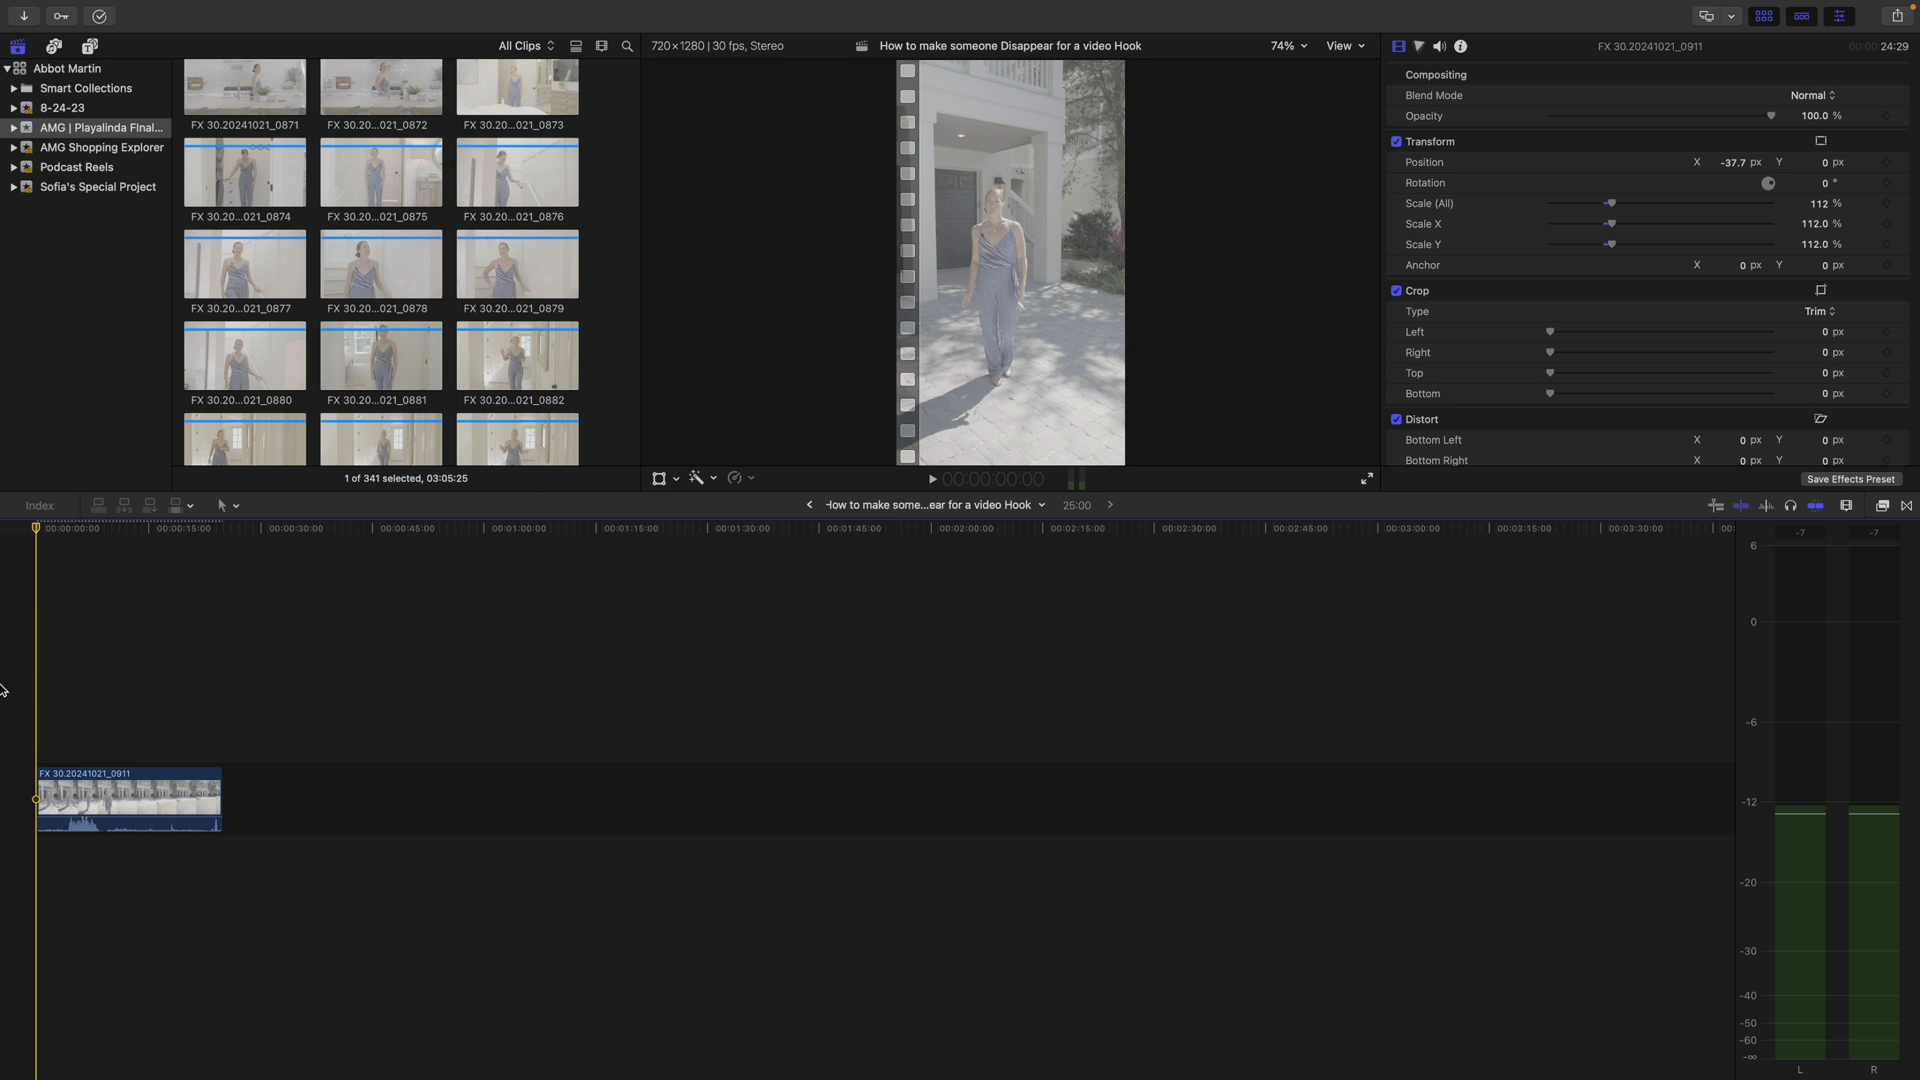 All Clips
720×1280 | 30 fps, Stereo
How to make someone Disappear for a video Hook
74%
View
FX 30.20241021_0911
00:00:24:29
Abbot Martin
Smart Collections
8-24-23
AMG | Playalinda FInal...
AMG Shopping Explorer
Podcast Reels
Sofia's Special Project
FX 30.20241021_0871
FX 30.20...021_0872
FX 30.20...021_0873
FX 30.20...021_0874
FX 30.20...021_0875
FX 30.20...021_0876
FX 30.20...021_0877
FX 30.20...021_0878
FX 30.20...021_0879
FX 30.20...021_0880
FX 30.20...021_0881
FX 30.20...021_0882
1 of 341 selected, 03:05:25
00:00:00:00
Compositing
Blend Mode
Normal
Opacity
100.0 %
Transform
Position
X -37.7 px Y 0 px
Rotation
0 °
Scale (All)
112 %
Scale X
112.0 %
Scale Y
112.0 %
Anchor
X 0 px Y 0 px
Crop
Type
Trim
Left
0 px
Right
0 px
Top
0 px
Bottom
0 px
Distort
Bottom Left
X 0 px Y 0 px
Bottom Right
X 0 px Y 0 px
Save Effects Preset
Index
How to make some...ear for a video Hook
25:00
00:00:00:00
00:00:15:00
00:00:30:00
00:00:45:00
00:01:00:00
00:01:15:00
00:01:30:00
00:01:45:00
00:02:00:00
00:02:15:00
00:02:30:00
00:02:45:00
00:03:00:00
00:03:15:00
00:03:30:00
00:
FX 30.20241021_0911
-7
-7
6
0
-6
-12
-20
-30
-40
-50
-60
-∞
L
R